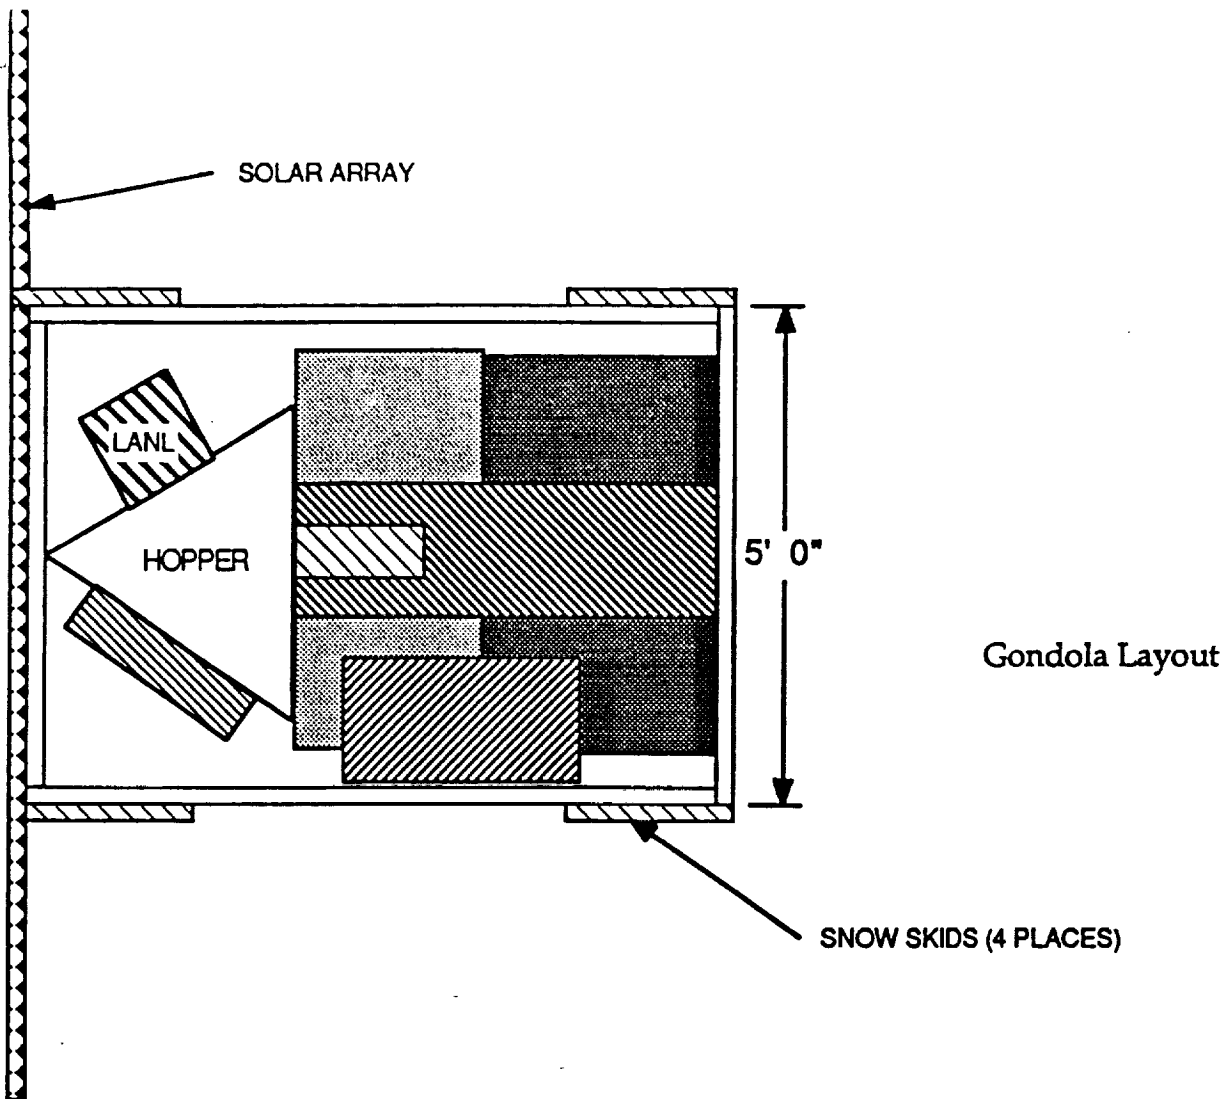 SOLAR ARRAY
LANL
HOPPER
5' 0"
Gondola Layout
SNOW SKIDS (4 PLACES)